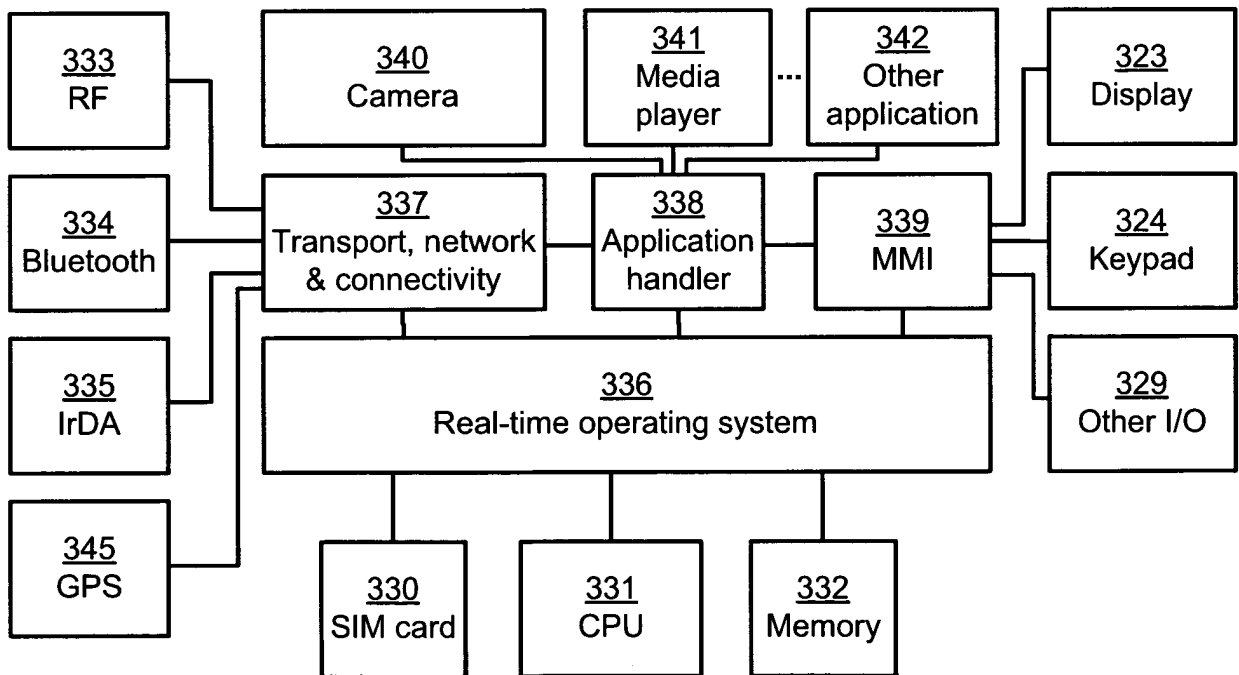 333
RF
340
Camera
341
Media
player
...
342
Other
application
323
Display
334
Bluetooth
337
Transport, network
& connectivity
338
Application
handler
339
MMI
324
Keypad
335
IrDA
336
Real-time operating system
329
Other I/O
345
GPS
330
SIM card
331
CPU
332
Memory